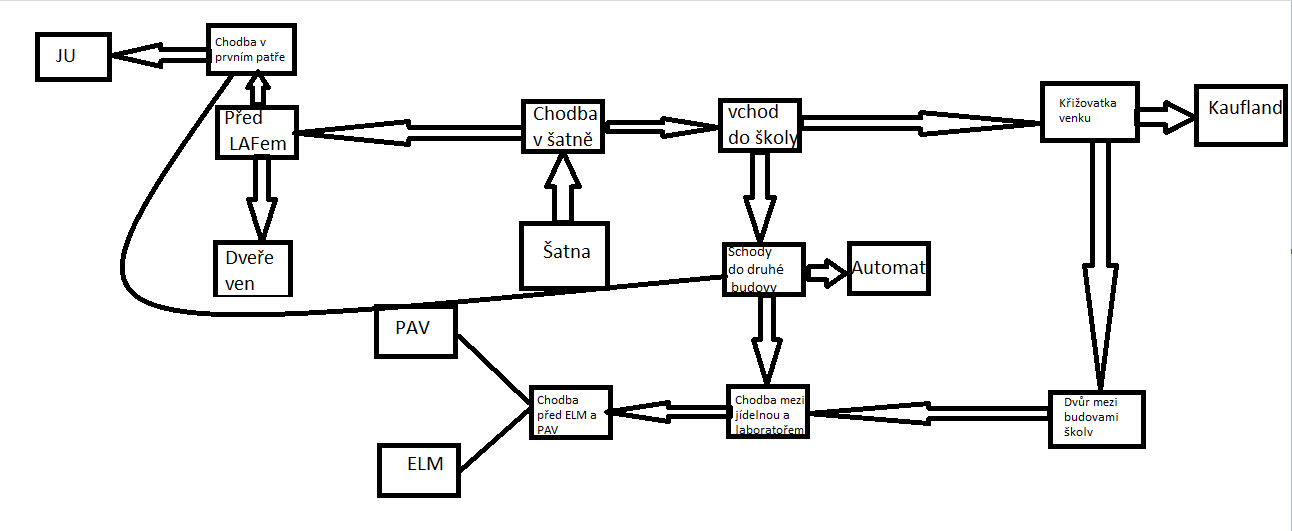 JU
Chodba v
prvním patře
Před
LAFem
Chodba
v šatně
vchod
do školy
Křižovatka
venku
Kaufland
Dveře
ven
Šatna
Schody
do druhé
budovy
Automat
PAV
Chodba
před ELM a
PAV
Chodba mezi
jídelnou a
laboratořem
Dvůr mezi
budovami
školy
ELM